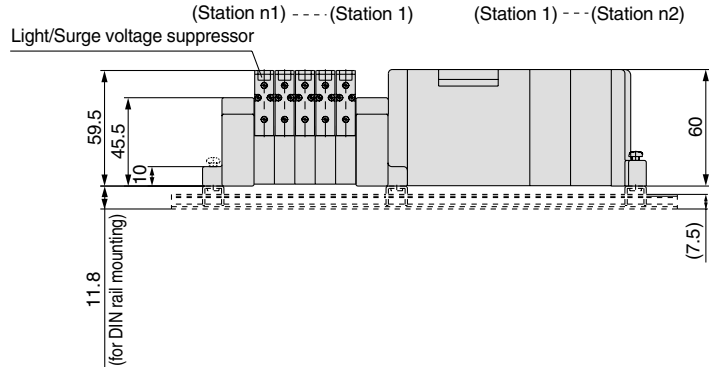 (Station n1) ---- (Station 1)
(Station 1) --- (Station n2)
Light/Surge voltage suppressor
59.5
45.5
10
60
(7.5)
11.8
(for DIN rail mounting)